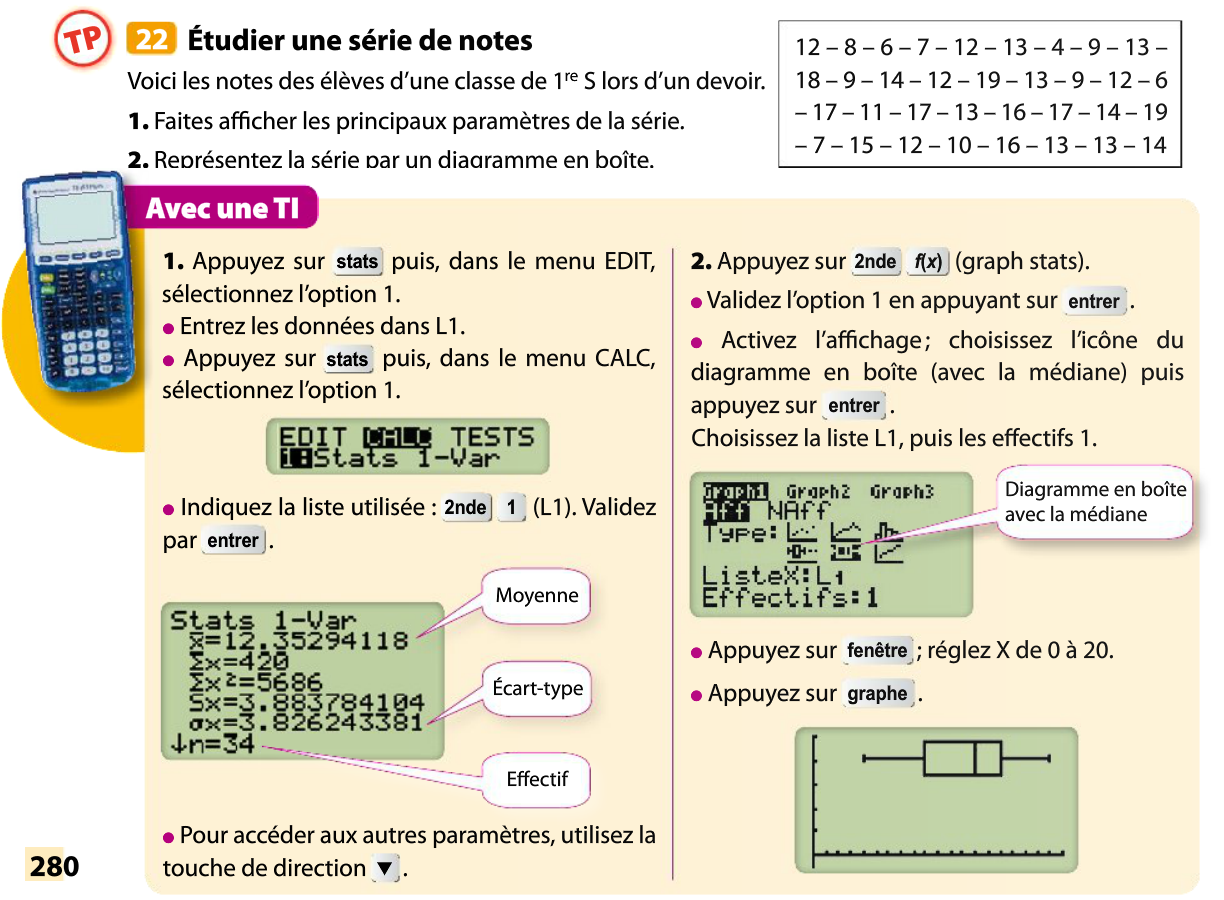 TP 22 Étudier une série de notes
Voici les notes des élèves d'une classe de 1re S lors d'un devoir.
1. Faites afficher les principaux paramètres de la série.
2. Représentez la série par un diagramme en boîte.
12 – 8 – 6 – 7 – 12 – 13 – 4 – 9 – 13 –
18 – 9 – 14 – 12 – 19 – 13 – 9 – 12 – 6
– 17 – 11 – 17 – 13 – 16 – 17 – 14 – 19
– 7 – 15 – 12 – 10 – 16 – 13 – 13 – 14
Avec une TI
1. Appuyez sur stats puis, dans le menu EDIT,
sélectionnez l'option 1.
● Entrez les données dans L1.
● Appuyez sur stats puis, dans le menu CALC,
sélectionnez l'option 1.
EDIT CALC TESTS
1:Stats 1-Var
● Indiquez la liste utilisée : 2nde 1 (L1). Validez
par entrer .
Stats 1-Var
x̄=12.35294118
Σx=420
Σx²=5686
Sx=3.883784104
σx=3.826243381
↓n=34
Moyenne
Écart-type
Effectif
● Pour accéder aux autres paramètres, utilisez la
touche de direction ▼ .
2. Appuyez sur 2nde f(x) (graph stats).
● Validez l'option 1 en appuyant sur entrer .
● Activez l'affichage ; choisissez l'icône du
diagramme en boîte (avec la médiane) puis
appuyez sur entrer .
Choisissez la liste L1, puis les effectifs 1.
Graph1 Graph2 Graph3
Aff NAff
Type:
ListeX:L1
Effectifs:1
Diagramme en boîte
avec la médiane
● Appuyez sur fenêtre ; réglez X de 0 à 20.
● Appuyez sur graphe .
280